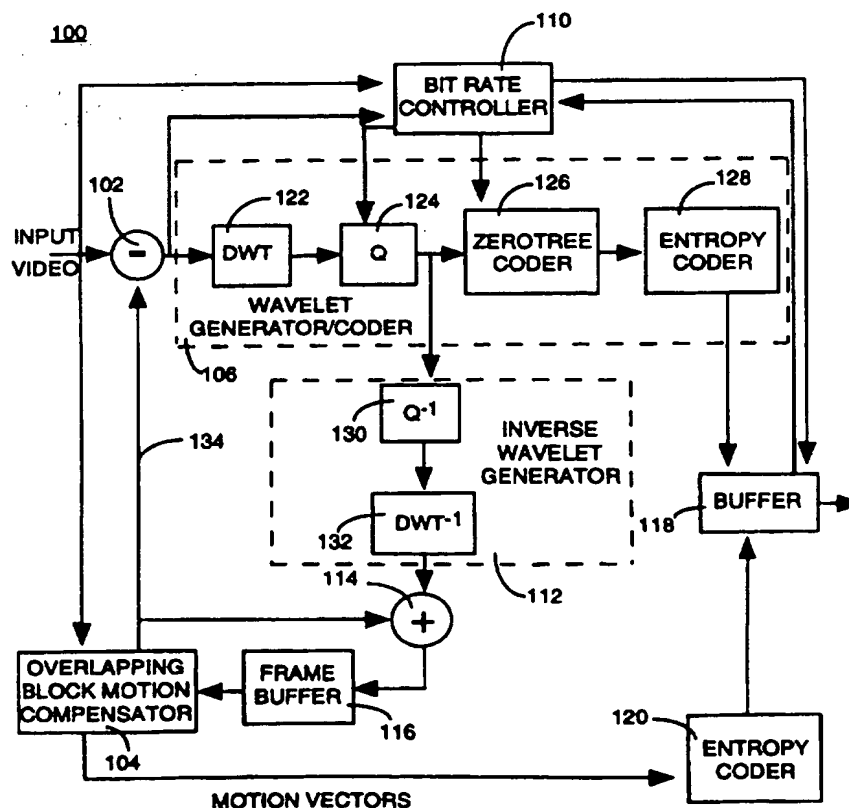 100
110
BIT RATE
CONTROLLER
102
122
124
126
128
INPUT
VIDEO
-
DWT
Q
ZEROTREE
CODER
ENTROPY
CODER
WAVELET
GENERATOR/CODER
106
Q-1
130
INVERSE
WAVELET
GENERATOR
134
DWT-1
132
BUFFER
118
114
112
+
OVERLAPPING
BLOCK MOTION
COMPENSATOR
FRAME
BUFFER
116
104
120
ENTROPY
CODER
MOTION VECTORS